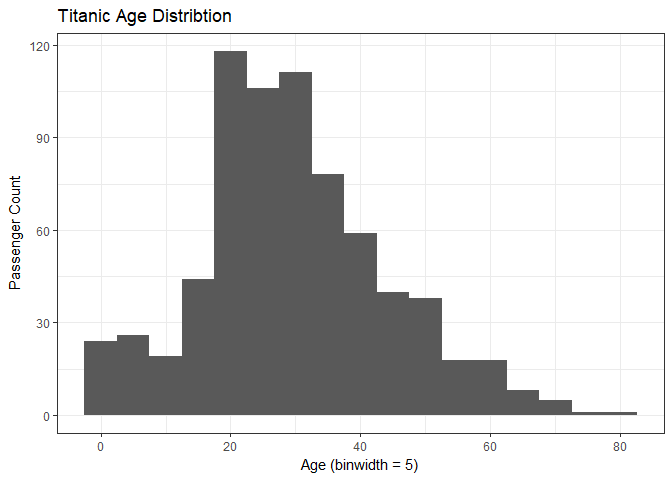 Titanic Age Distribtion
120
90
60
30
0
Passenger Count
0 20 40 60 80
Age (binwidth = 5)